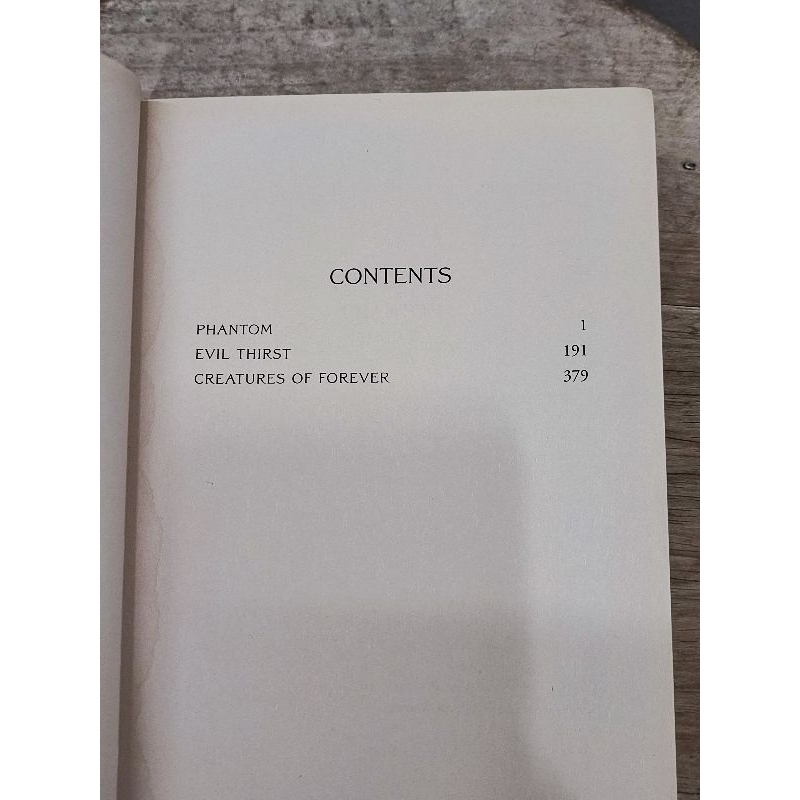 CONTENTS
PHANTOM 1
EVIL THIRST 191
CREATURES OF FOREVER 379